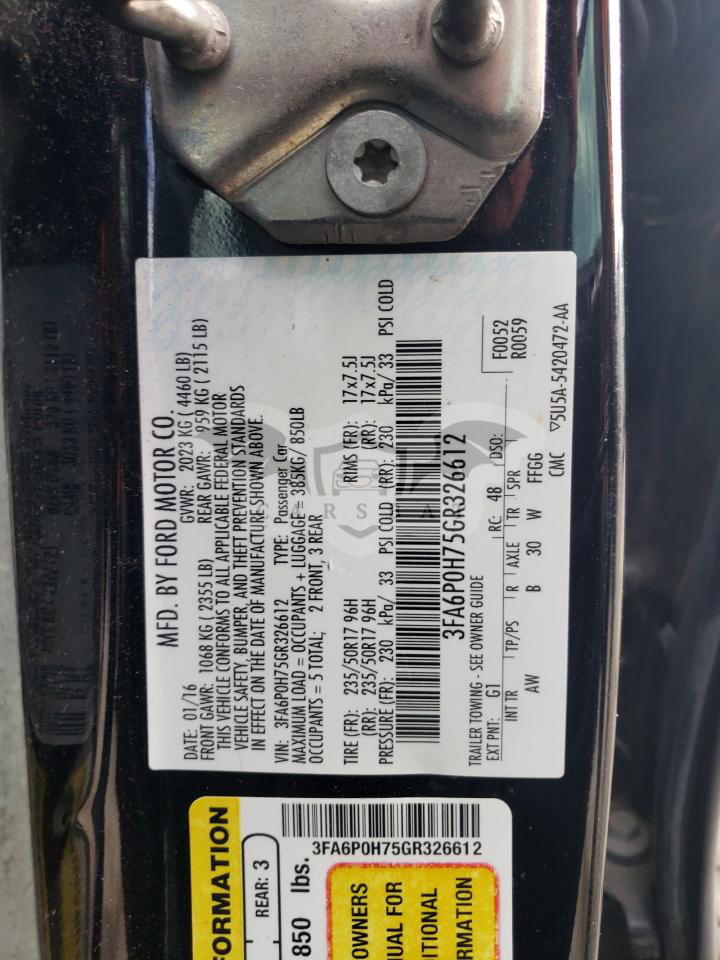 MFD. BY FORD MOTOR CO.
DATE: 01/16 GVWR: 2023 KG ( 4460 LB)
FRONT GAWR: 1068 KG ( 2355 LB) REAR GAWR: 959 KG ( 2115 LB)
THIS VEHICLE CONFORMS TO ALL APPLICABLE FEDERAL MOTOR
VEHICLE SAFETY, BUMPER, AND THEFT PREVENTION STANDARDS
IN EFFECT ON THE DATE OF MANUFACTURE SHOWN ABOVE.
VIN: 3FA6P0H75GR326612 TYPE: Passenger Car
MAXIMUM LOAD = OCCUPANTS + LUGGAGE = 385KG/ 850LB
OCCUPANTS = 5 TOTAL; 2 FRONT, 3 REAR
TIRE (FR): 235/50R17 96H RIMS (FR): 17x7.5J
(RR): 235/50R17 96H (RR): 17x7.5J
PRESSURE (FR): 230 kPa/ 33 PSI COLD (RR): 230 kPa/ 33 PSI COLD
3FA6P0H75GR326612
TRAILER TOWING - SEE OWNER GUIDE
F0052
R0059
EXT PNT: G1 RC: 48 DSO:
INT TR TP/PS R AXLE TR SPR
AW B 30 W FFGG
CMC ▽5U5A-5420472-AA
CARSFA
3FA6P0H75GR326612
FORMATION
REAR: 3
850 lbs.
OWNERS
UAL FOR
DITIONAL
RMATION